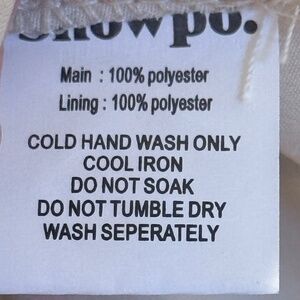 Showpo.
Main : 100% polyester
Lining : 100% polyester
COLD HAND WASH ONLY
COOL IRON
DO NOT SOAK
DO NOT TUMBLE DRY
WASH SEPERATELY